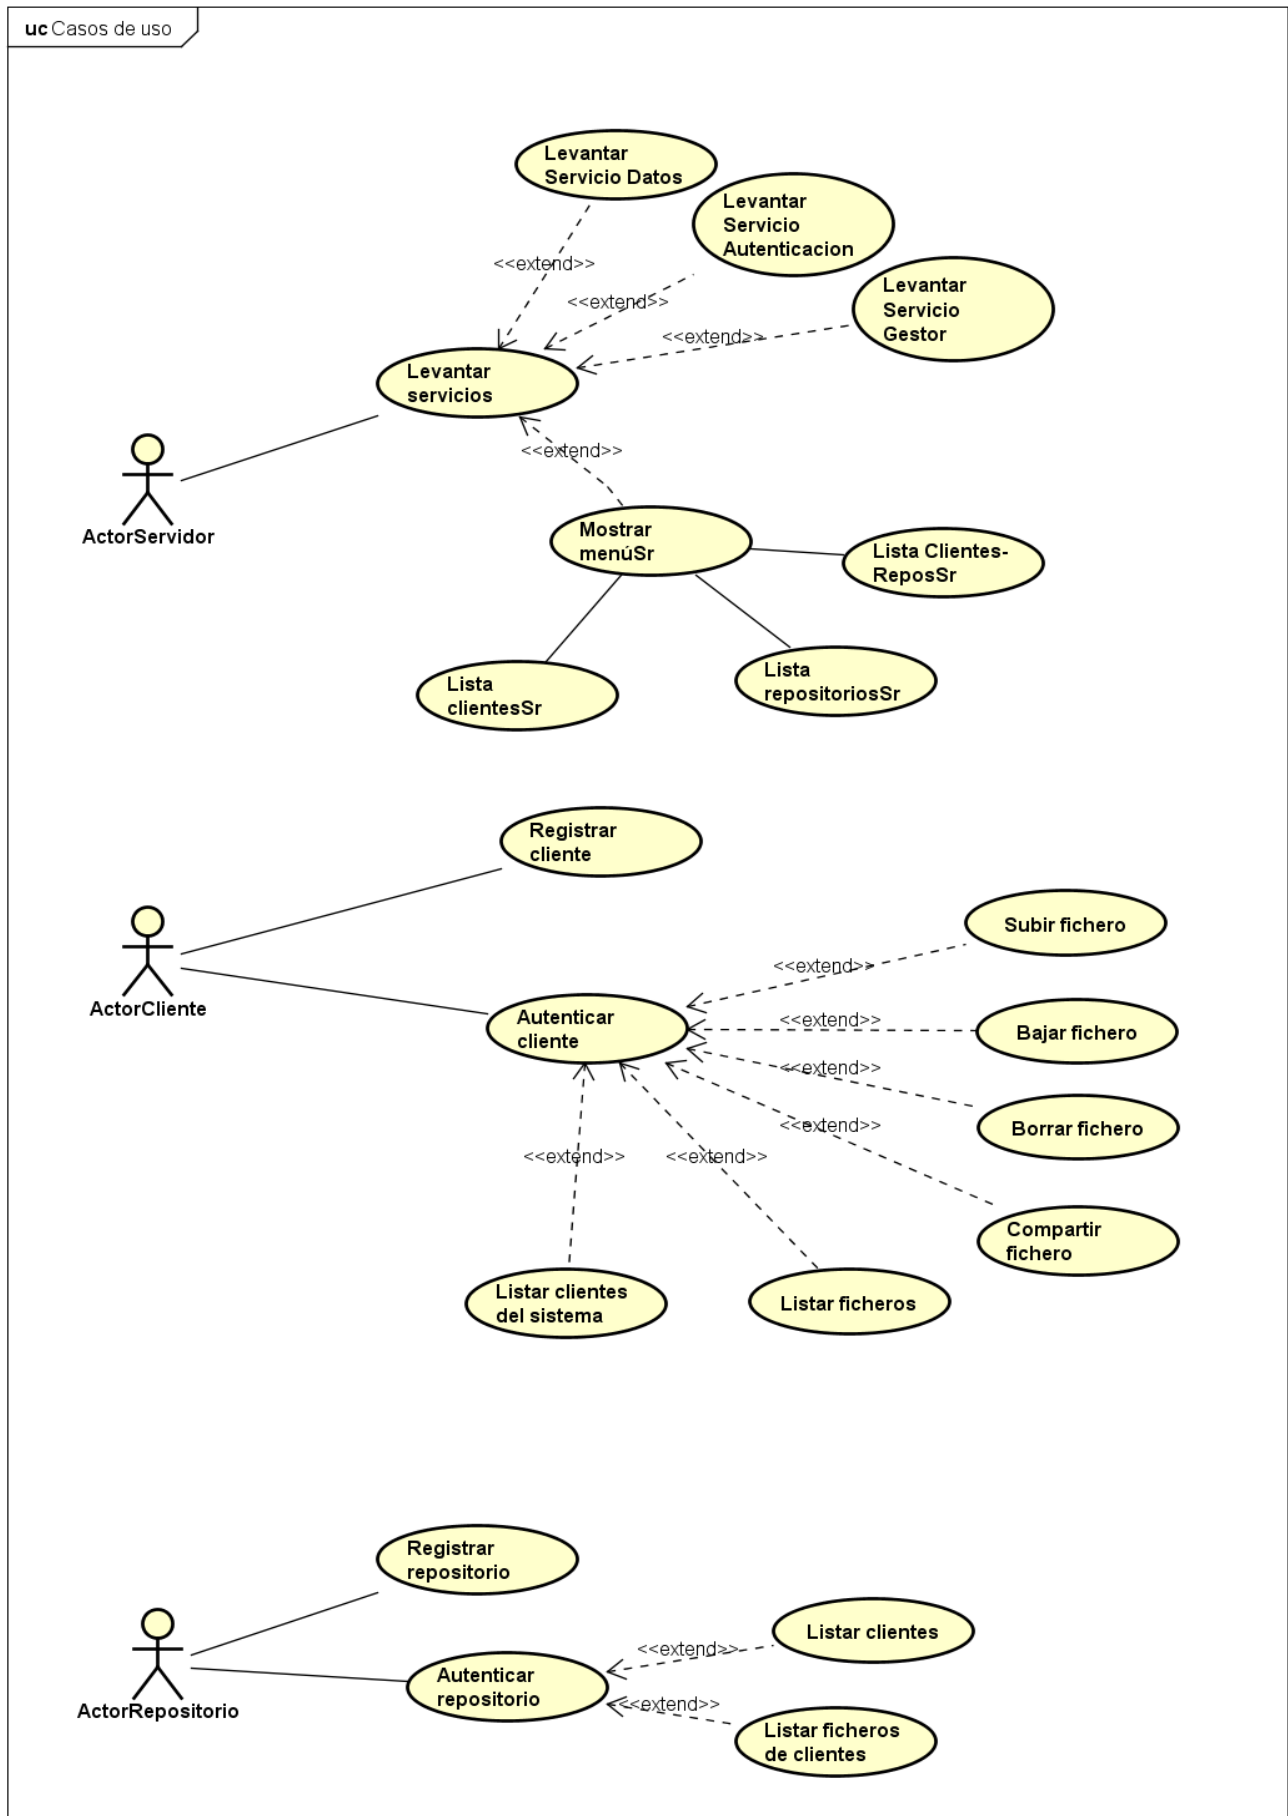 uc Casos de uso
Levantar
Servicio Datos
Levantar
Servicio
Autenticacion
<<extend>>
Levantar
Servicio
Gestor
<<extend>>
<<extend>>
Levantar
servicios
<<extend>>
ActorServidor
Mostrar
menúSr
Lista Clientes-
ReposSr
Lista
clientesSr
Lista
repositoriosSr
Registrar
cliente
Subir fichero
<<extend>>
ActorCliente
Autenticar
cliente
<<extend>>
Bajar fichero
<<extend>>
Borrar fichero
<<extend>>
<<extend>>
<<extend>>
Compartir
fichero
Listar clientes
del sistema
Listar ficheros
Registrar
repositorio
Listar clientes
<<extend>>
Autenticar
repositorio
<<extend>>
ActorRepositorio
Listar ficheros
de clientes